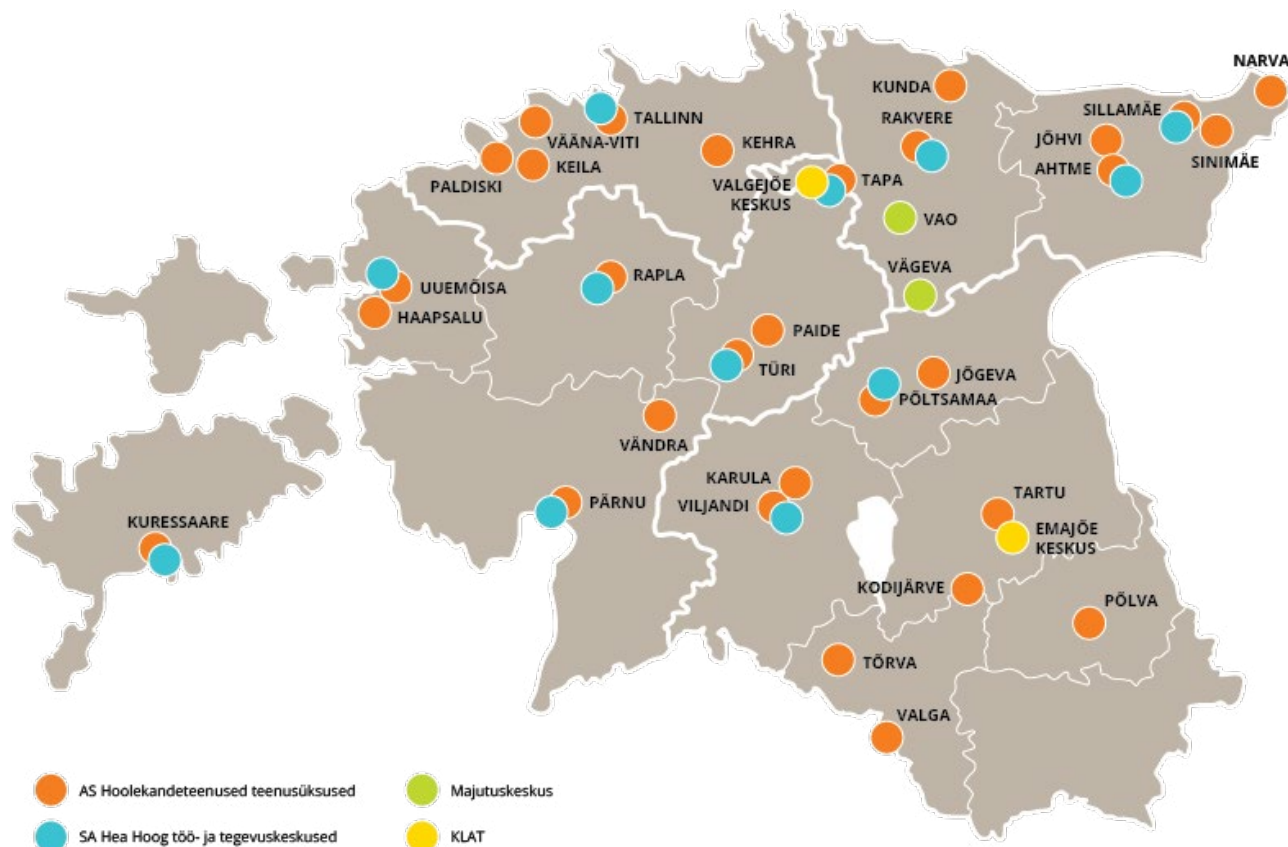 NARVA
KUNDA
SILLAMÄE
RAKVERE
TALLINN
JÕHVI
VÄÄNA-VITI
KEHRA
SINIMÄE
KEILA
AHTME
PALDISKI
VALGEJÕE
KESKUS
TAPA
VAO
VÄGEVA
RAPLA
UUEMÕISA
HAAPSALU
PAIDE
TÜRI
JÕGEVA
PÕLTSAMAA
VÄNDRA
KARULA
VILJANDI
PÄRNU
TARTU
KURESSAARE
EMAJÕE
KESKUS
KODIJÄRVE
PÕLVA
TÕRVA
VALGA
AS Hoolekandeteenused teenusüksused
Majutuskeskus
SA Hea Hoog töö- ja tegevuskeskused
KLAT